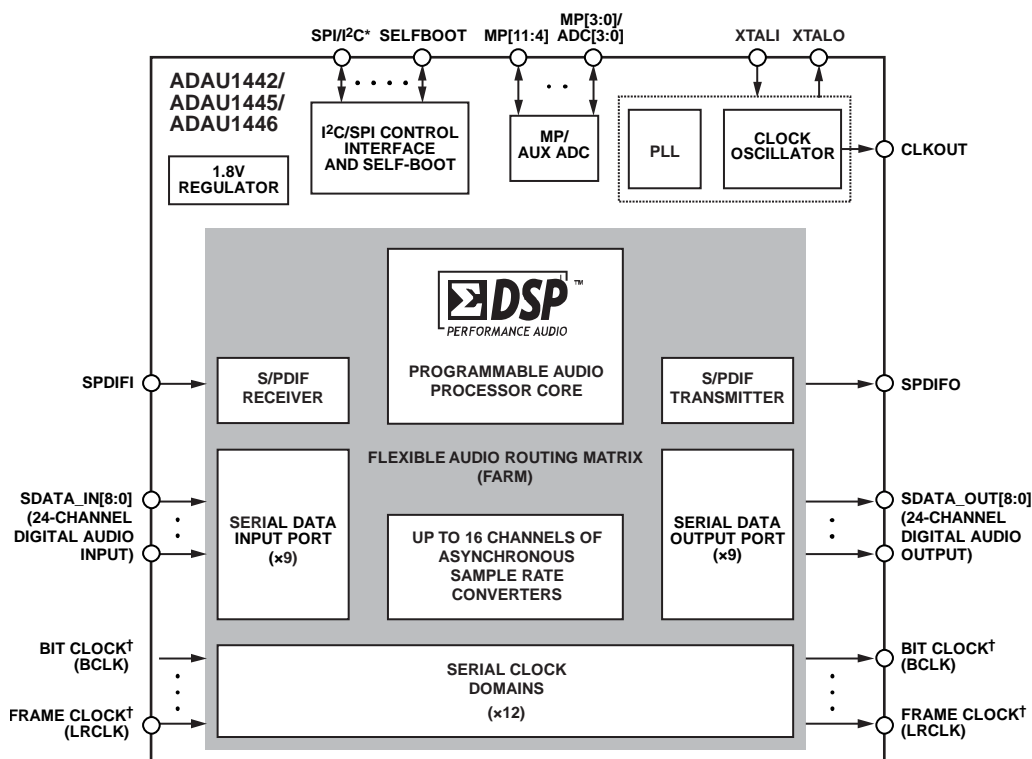 SPI/I2C* SELFBOOT MP[11:4] MP[3:0]/
ADC[3:0] XTALI XTALO
ADAU1442/
ADAU1445/
ADAU1446
I2C/SPI CONTROL
INTERFACE
AND SELF-BOOT
MP/
AUX ADC
PLL
CLOCK
OSCILLATOR
CLKOUT
1.8V
REGULATOR
ΣDSP™
PERFORMANCE AUDIO
PROGRAMMABLE AUDIO
PROCESSOR CORE
SPDIFI
S/PDIF
RECEIVER
S/PDIF
TRANSMITTER
SPDIFO
FLEXIBLE AUDIO ROUTING MATRIX
(FARM)
SDATA_IN[8:0]
(24-CHANNEL
DIGITAL AUDIO
INPUT)
SERIAL DATA
INPUT PORT
(×9)
UP TO 16 CHANNELS OF
ASYNCHRONOUS
SAMPLE RATE
CONVERTERS
SERIAL DATA
OUTPUT PORT
(×9)
SDATA_OUT[8:0]
(24-CHANNEL
DIGITAL AUDIO
OUTPUT)
BIT CLOCK†
(BCLK)
FRAME CLOCK†
(LRCLK)
SERIAL CLOCK
DOMAINS
(×12)
BIT CLOCK†
(BCLK)
FRAME CLOCK†
(LRCLK)